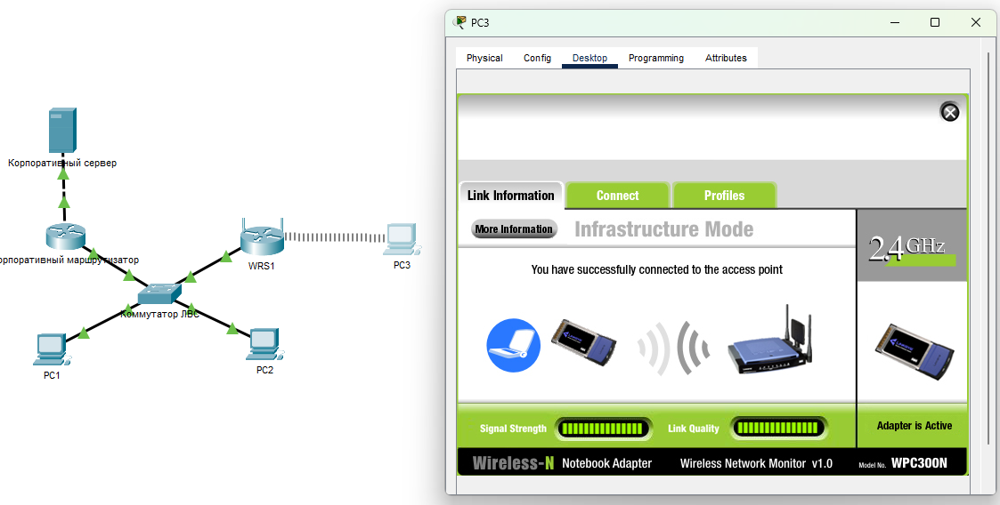 PC3
Physical
Config
Desktop
Programming
Attributes
Корпоративный сервер
орпоративный маршрутизатор
WRS1
PC3
Коммутатор ЛВС
PC1
PC2
Link Information
Connect
Profiles
More Information
Infrastructure Mode
2,4GHz
You have successfully connected to the access point
Signal Strength
Link Quality
Adapter is Active
Wireless-N Notebook Adapter
Wireless Network Monitor v1.0
Model No. WPC300N